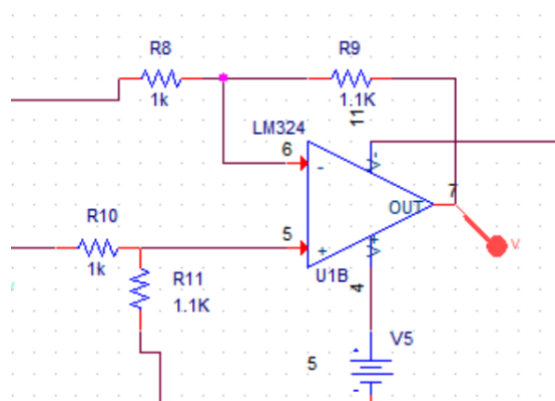 R8
R9
1k
1.1K
11
LM324
6
-
V-
7
OUT
R10
5
+
V+
1k
R11
1.1K
U1B
4
V5
5
+
-
V